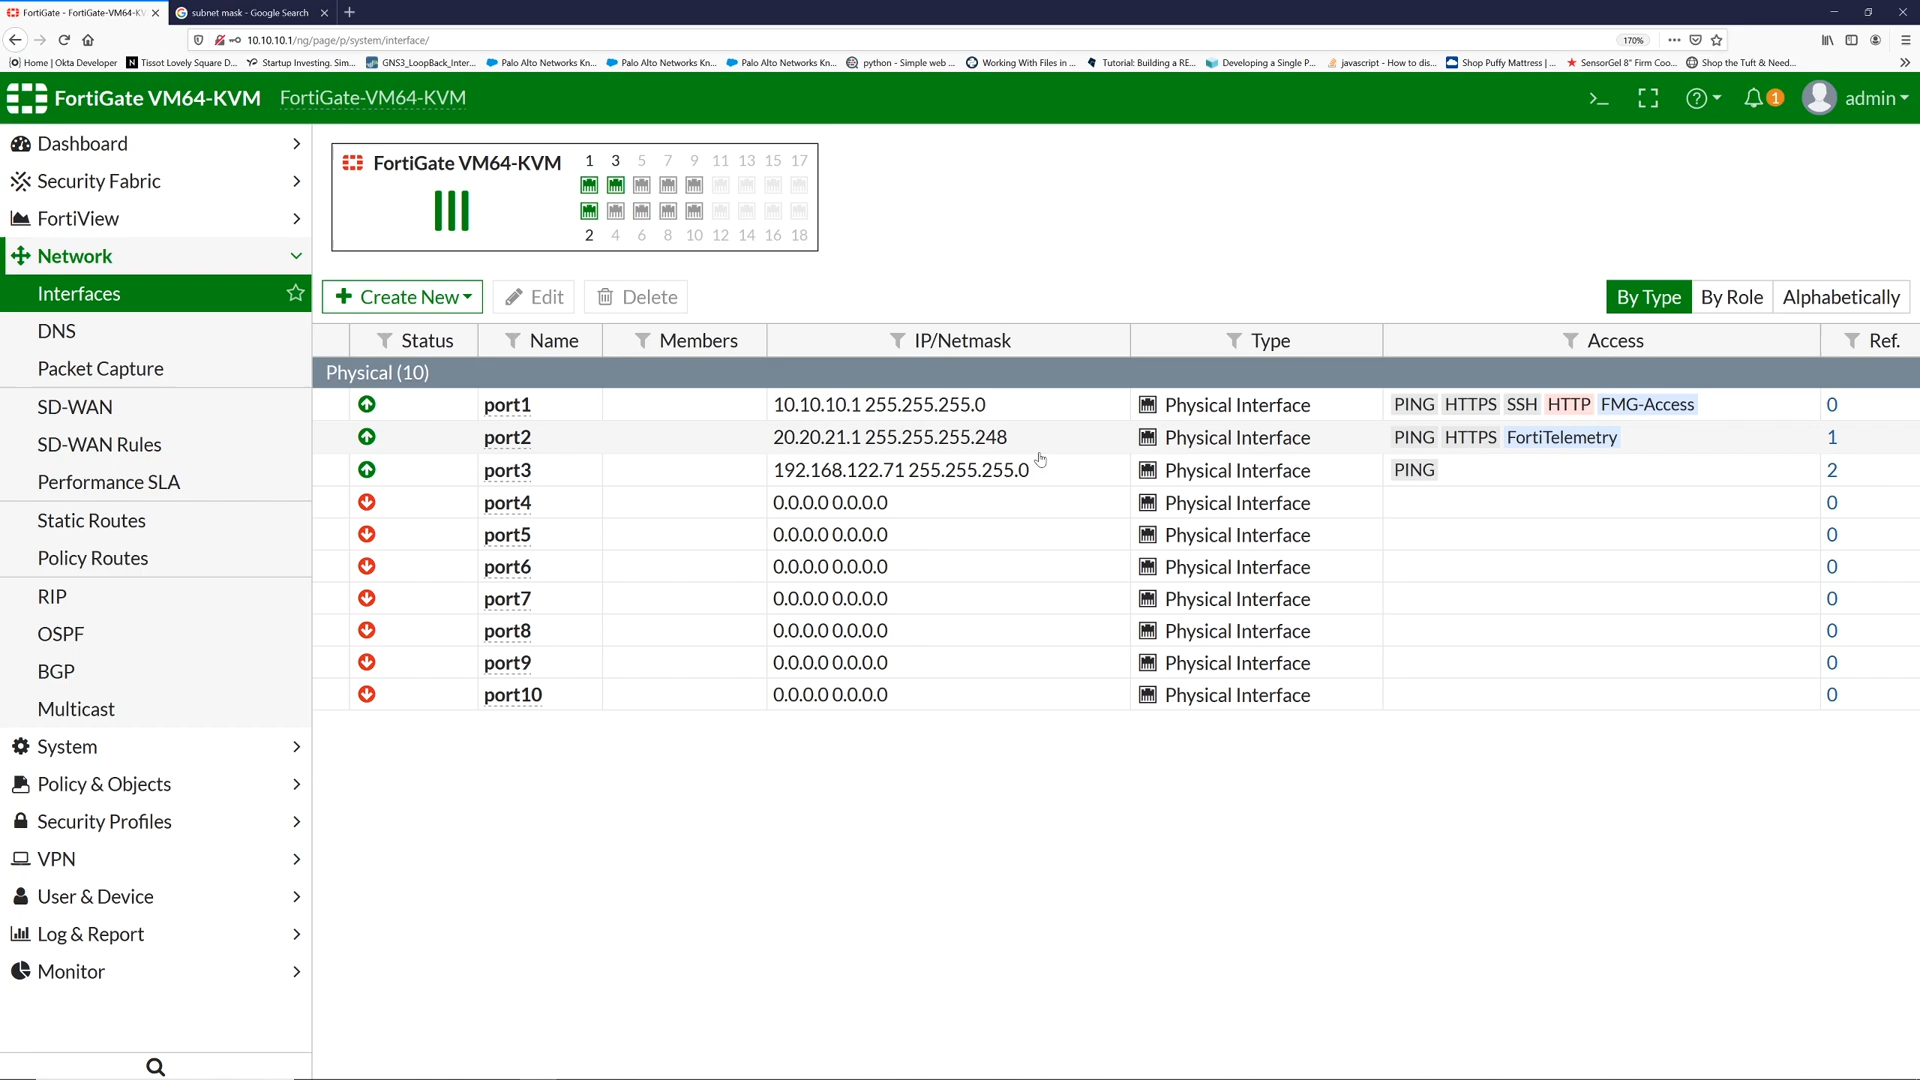 FortiGate - FortiGate-VM64-KV
subnet mask - Google Search
10.10.10.1/ng/page/p/system/interface/
170%
Home | Okta Developer
Tissot Lovely Square D...
Startup Investing. Sim...
GNS3_LoopBack_Inter...
Palo Alto Networks Kn...
Palo Alto Networks Kn...
Palo Alto Networks Kn...
python - Simple web ...
Working With Files in ...
Tutorial: Building a RE...
Developing a Single P...
javascript - How to dis...
Shop Puffy Mattress | ...
SensorGel 8" Firm Coo...
Shop the Tuft & Need...
FortiGate VM64-KVM
FortiGate-VM64-KVM
1
admin
Dashboard
Security Fabric
FortiView
Network
Interfaces
DNS
Packet Capture
SD-WAN
SD-WAN Rules
Performance SLA
Static Routes
Policy Routes
RIP
OSPF
BGP
Multicast
System
Policy & Objects
Security Profiles
VPN
User & Device
Log & Report
Monitor
FortiGate VM64-KVM
1 3 5 7 9 11 13 15 17
2 4 6 8 10 12 14 16 18
+ Create New Edit Delete
By Type By Role Alphabetically
Status Name Members IP/Netmask Type Access Ref.
Physical (10)
port1 10.10.10.1 255.255.255.0 Physical Interface PING HTTPS SSH HTTP FMG-Access 0
port2 20.20.21.1 255.255.255.248 Physical Interface PING HTTPS FortiTelemetry 1
port3 192.168.122.71 255.255.255.0 Physical Interface PING 2
port4 0.0.0.0 0.0.0.0 Physical Interface 0
port5 0.0.0.0 0.0.0.0 Physical Interface 0
port6 0.0.0.0 0.0.0.0 Physical Interface 0
port7 0.0.0.0 0.0.0.0 Physical Interface 0
port8 0.0.0.0 0.0.0.0 Physical Interface 0
port9 0.0.0.0 0.0.0.0 Physical Interface 0
port10 0.0.0.0 0.0.0.0 Physical Interface 0